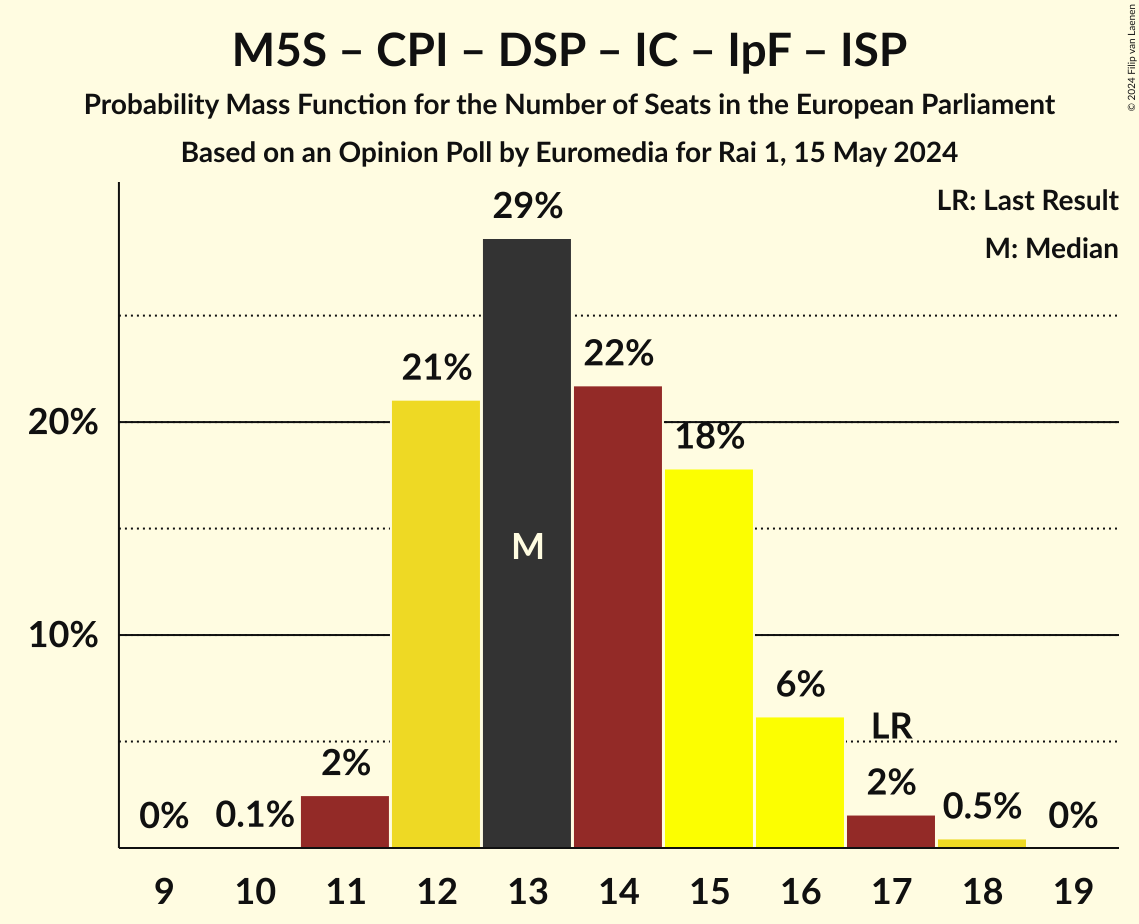 M5S – CPI – DSP – IC – IpF – ISP
Probability Mass Function for the Number of Seats in the European Parliament
Based on an Opinion Poll by Euromedia for Rai 1, 15 May 2024
© 2024 Filip van Laenen
LR: Last Result
M: Median
29%
22%
21%
20%
18%
M
10%
6%
LR
2%
2%
0.5%
0%
0.1%
0%
9 10 11 12 13 14 15 16 17 18 19